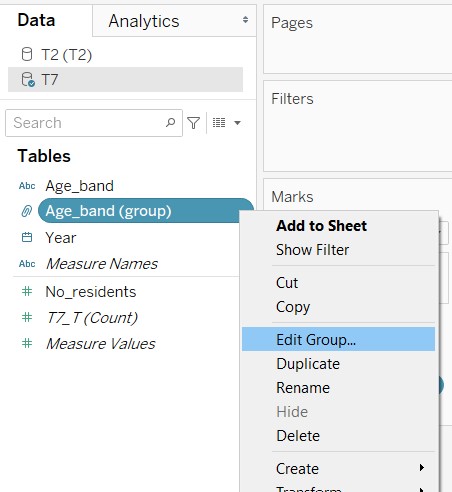 Data
Analytics
T2 (T2)
T7
Search
Tables
Abc Age_band
Age_band (group)
Year
Abc Measure Names
No_residents
T7_T (Count)
Measure Values
Pages
Filters
Marks
Add to Sheet
Show Filter
Cut
Copy
Edit Group...
Duplicate
Rename
Hide
Delete
Create
Transform